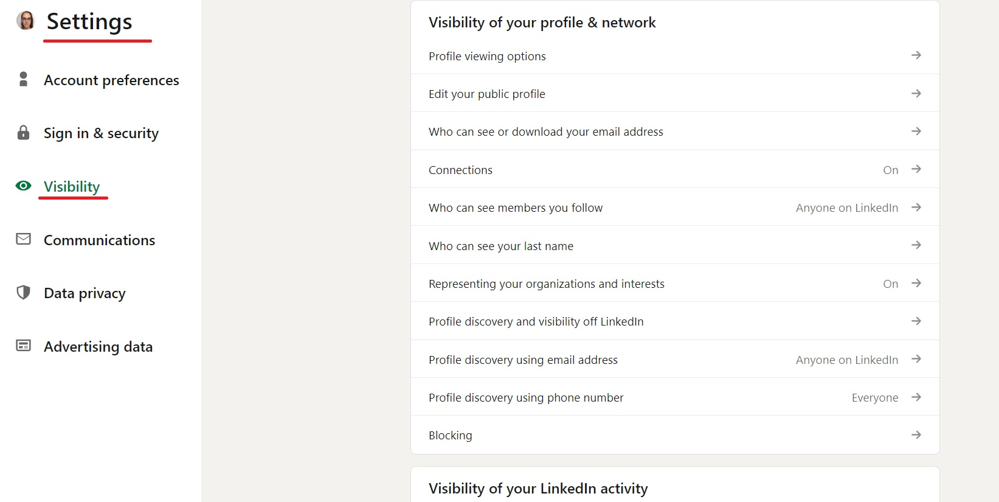 Settings
Account preferences
Sign in & security
Visibility
Communications
Data privacy
Advertising data
Visibility of your profile & network
Profile viewing options
Edit your public profile
Who can see or download your email address
Connections On
Who can see members you follow Anyone on LinkedIn
Who can see your last name
Representing your organizations and interests On
Profile discovery and visibility off LinkedIn
Profile discovery using email address Anyone on LinkedIn
Profile discovery using phone number Everyone
Blocking
Visibility of your LinkedIn activity